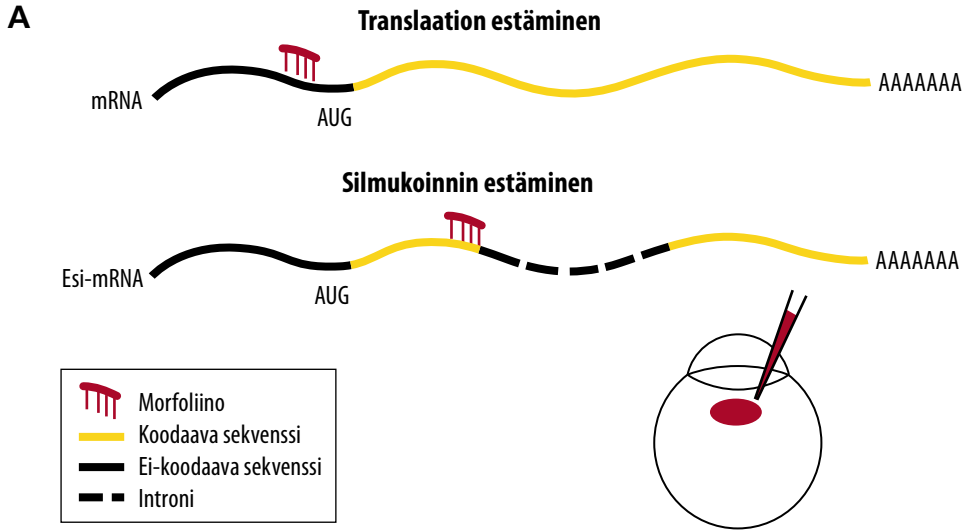 A
Translaation estäminen
mRNA
AUG
AAAAAAA
Silmukoinnin estäminen
Esi-mRNA
AUG
AAAAAAA
Morfoliino
Koodaava sekvenssi
Ei-koodaava sekvenssi
Introni